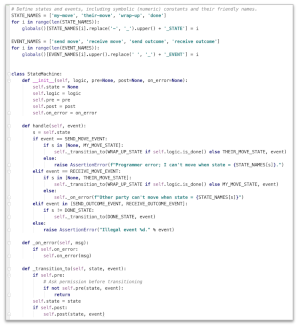 # Define states and events, including symbolic (numeric) constants and their friendly names.
STATE_NAMES = ['my-move', 'their-move', 'wrap-up', 'done']
for i in range(len(STATE_NAMES)):
    globals()[STATE_NAMES[i].replace('-', '_').upper() + '_STATE'] = i
EVENT_NAMES = ['send move', 'receive move', 'send outcome', 'receive outcome']
for i in range(len(EVENT_NAMES)):
    globals()[EVENT_NAMES[i].upper().replace(' ', '_') + '_EVENT'] = i
class StateMachine:
    def __init__(self, logic, pre=None, post=None, on_error=None):
        self.state = None
        self.logic = logic
        self.pre = pre
        self.post = post
        self.on_error = on_error
    def handle(self, event):
        s = self.state
        if event == SEND_MOVE_EVENT:
            if s in [None, MY_MOVE_STATE]:
                self._transition_to(WRAP_UP_STATE if self.logic.is_done() else THEIR_MOVE_STATE, event)
            else:
                raise AssertionError(f"Programmer error; I can't move when state = {STATE_NAMES[s]}.")
        elif event == RECEIVE_MOVE_EVENT:
            if s in [None, THEIR_MOVE_STATE]:
                self._transition_to(WRAP_UP_STATE if self.logic.is_done() else MY_MOVE_STATE, event)
            else:
                self._on_error(f"Other party can't move when state = {STATE_NAMES[s]}")
        elif event in [SEND_OUTCOME_EVENT, RECEIVE_OUTCOME_EVENT]:
            if s != DONE_STATE:
                self._transition_to(DONE_STATE, event)
        else:
            raise AssertionError("Illegal event %d." % event)
    def _on_error(self, msg):
        if self.on_error:
            self.on_error(msg)
    def _transition_to(self, state, event):
        if self.pre:
            # Ask permission before transitioning
            if not self.pre(state, event):
                return
        self.state = state
        if self.post:
            self.post(state, event)